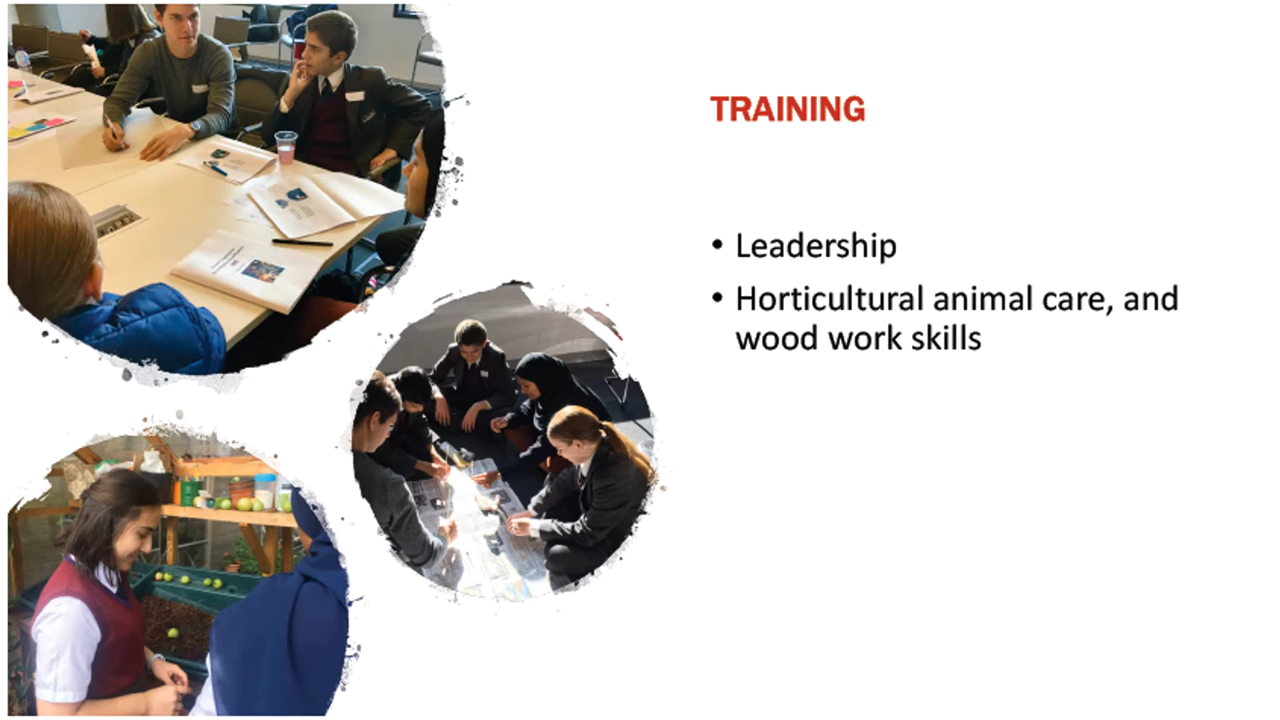 TRAINING
• Leadership
• Horticultural animal care, and
wood work skills